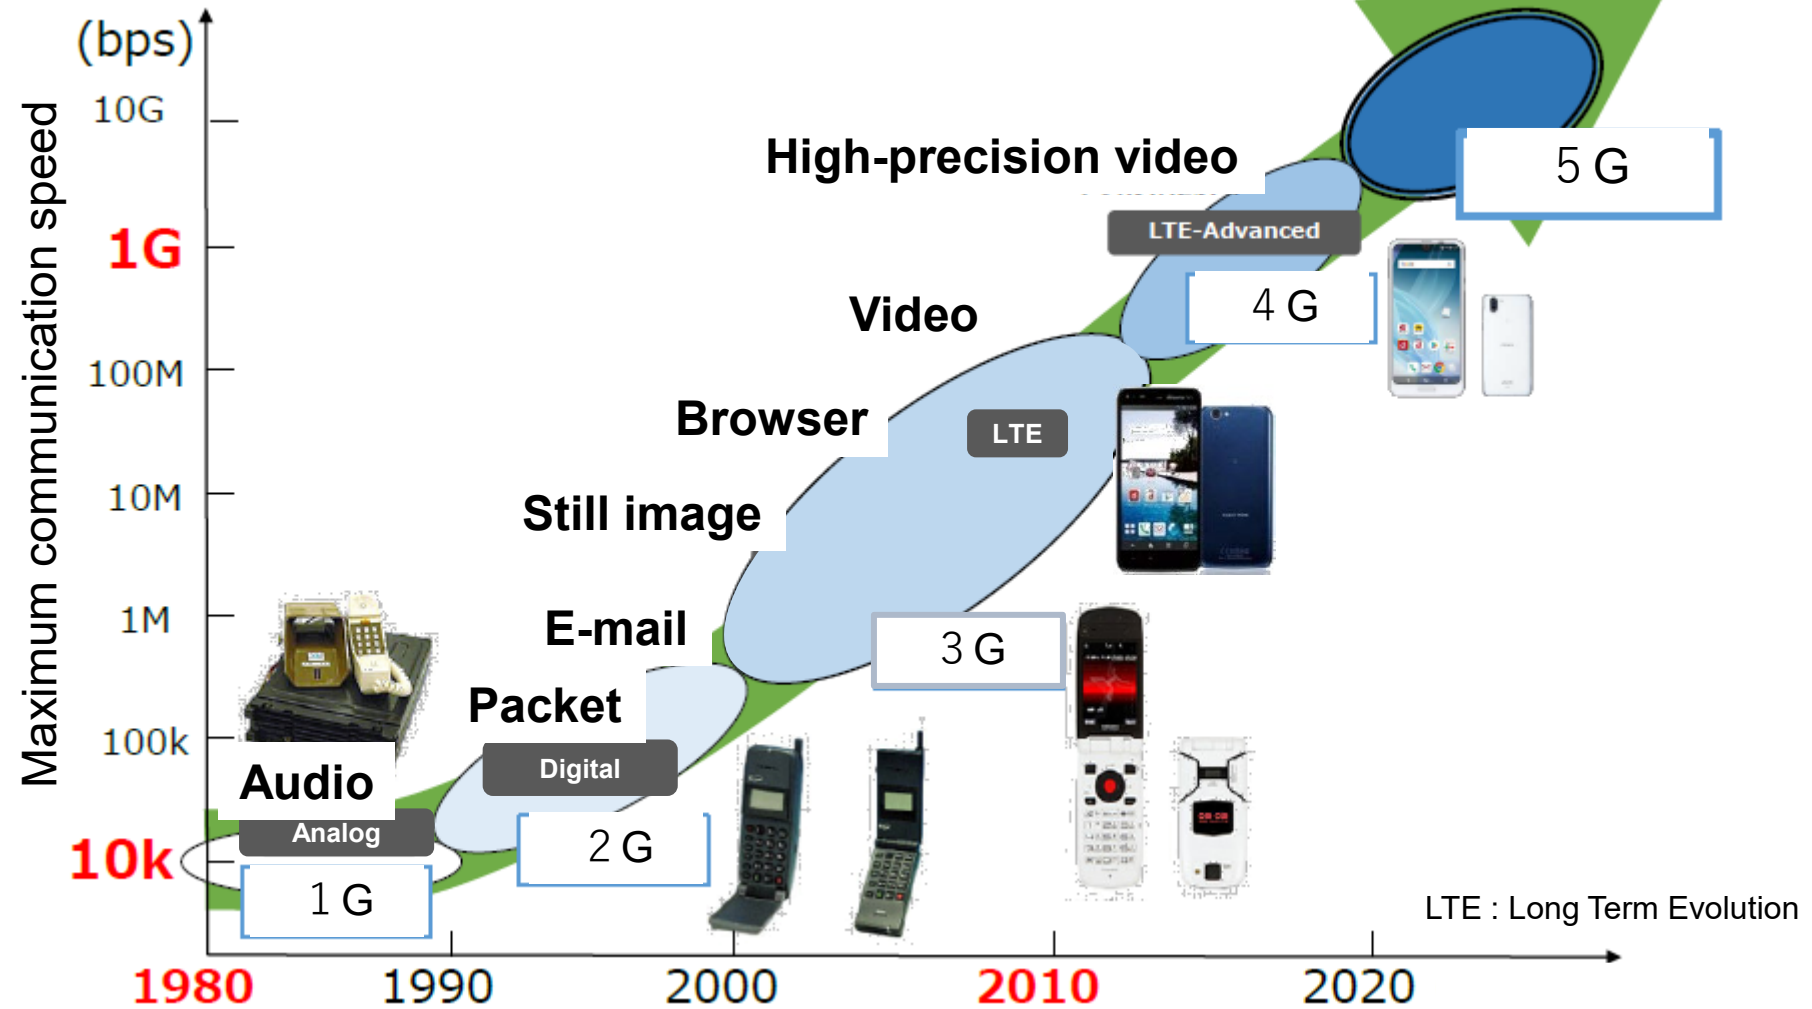 (bps)
10G
1G
100M
10M
1M
100k
10k
Maximum communication speed
High-precision video
LTE-Advanced
5 G
4 G
Video
Browser
LTE
Still image
E-mail
3 G
Packet
Digital
2 G
Audio
Analog
1 G
LTE : Long Term Evolution
1980
1990
2000
2010
2020